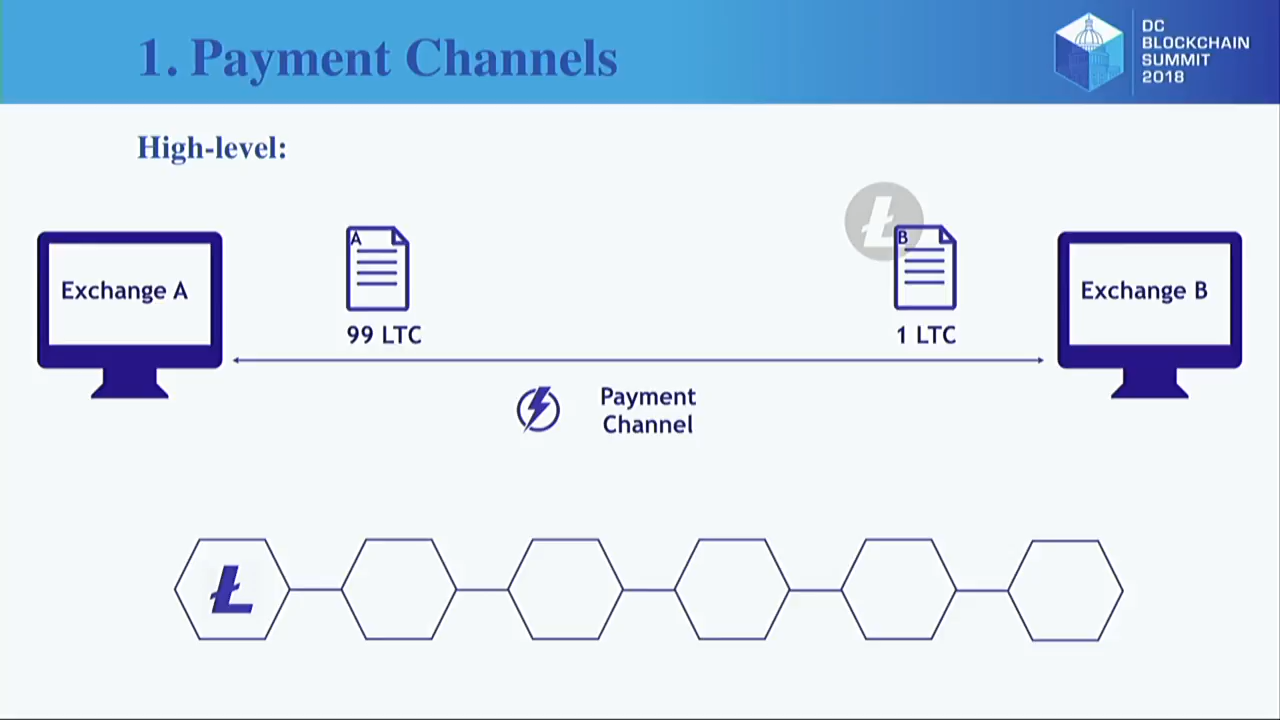 1. Payment Channels
DC
BLOCKCHAIN
SUMMIT
2018
High-level:
Exchange A
A
99 LTC
B
1 LTC
Exchange B
Payment
Channel